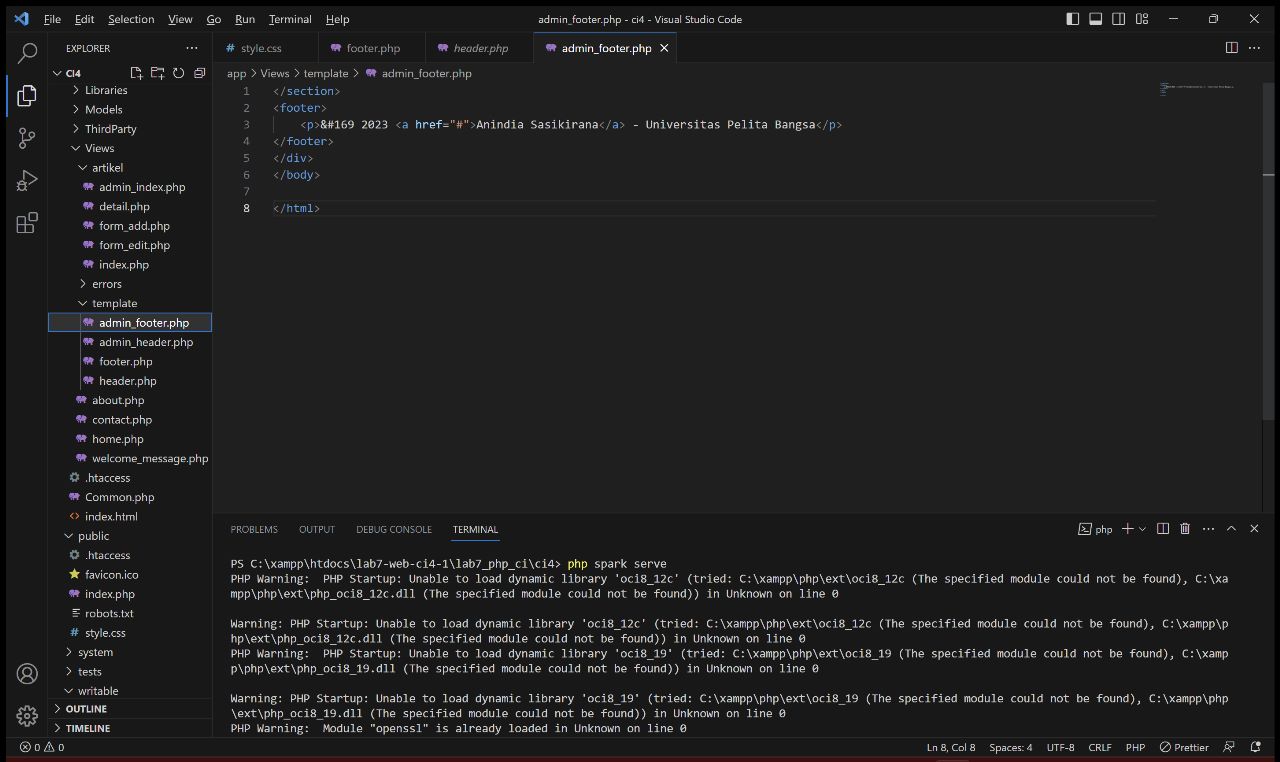 File Edit Selection View Go Run Terminal Help
admin_footer.php - ci4 - Visual Studio Code
EXPLORER
CI4
Libraries
Models
ThirdParty
Views
artikel
admin_index.php
detail.php
form_add.php
form_edit.php
index.php
errors
template
admin_footer.php
admin_header.php
footer.php
header.php
about.php
contact.php
home.php
welcome_message.php
.htaccess
Common.php
index.html
public
.htaccess
favicon.ico
index.php
robots.txt
style.css
system
tests
writable
OUTLINE
TIMELINE
style.css footer.php header.php admin_footer.php
app > Views > template > admin_footer.php
1 </section>
2 <footer>
3 <p>&#169 2023 <a href="#">Anindia Sasikirana</a> - Universitas Pelita Bangsa</p>
4 </footer>
5 </div>
6 </body>
7
8 </html>
PROBLEMS OUTPUT DEBUG CONSOLE TERMINAL
php
PS C:\xampp\htdocs\lab7-web-ci4-1\lab7_php_ci\ci4> php spark serve
PHP Warning:  PHP Startup: Unable to load dynamic library 'oci8_12c' (tried: C:\xampp\php\ext\oci8_12c (The specified module could not be found), C:\xa
mpp\php\ext\php_oci8_12c.dll (The specified module could not be found)) in Unknown on line 0
Warning: PHP Startup: Unable to load dynamic library 'oci8_12c' (tried: C:\xampp\php\ext\oci8_12c (The specified module could not be found), C:\xampp\p
hp\ext\php_oci8_12c.dll (The specified module could not be found)) in Unknown on line 0
PHP Warning:  PHP Startup: Unable to load dynamic library 'oci8_19' (tried: C:\xampp\php\ext\oci8_19 (The specified module could not be found), C:\xamp
p\php\ext\php_oci8_19.dll (The specified module could not be found)) in Unknown on line 0
Warning: PHP Startup: Unable to load dynamic library 'oci8_19' (tried: C:\xampp\php\ext\oci8_19 (The specified module could not be found), C:\xampp\php
\ext\php_oci8_19.dll (The specified module could not be found)) in Unknown on line 0
PHP Warning:  Module "openssl" is already loaded in Unknown on line 0
0 0
Ln 8, Col 8 Spaces: 4 UTF-8 CRLF PHP Prettier